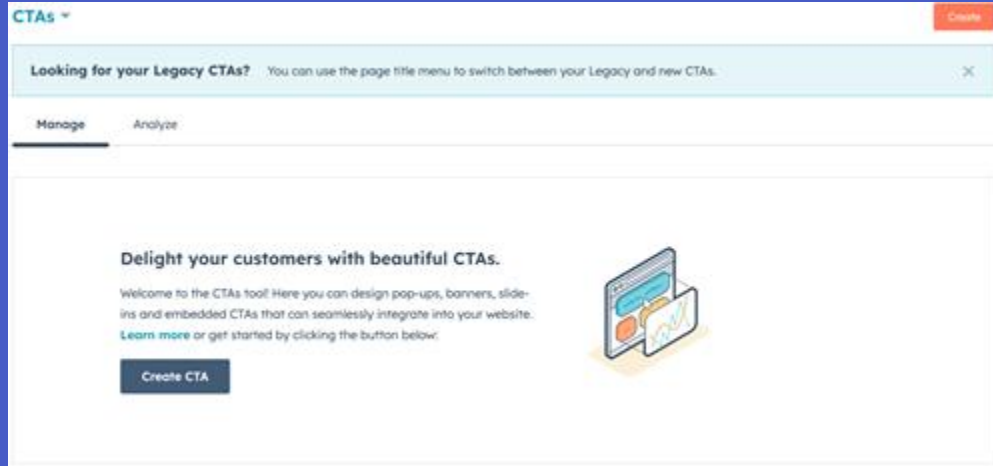 CTAs
Create
Looking for your Legacy CTAs? You can use the page title menu to switch between your Legacy and new CTAs.
Manage Analyze
Delight your customers with beautiful CTAs.
Welcome to the CTAs tool! Here you can design pop-ups, banners, slide-
ins and embedded CTAs that can seamlessly integrate into your website.
Learn more or get started by clicking the button below:
Create CTA